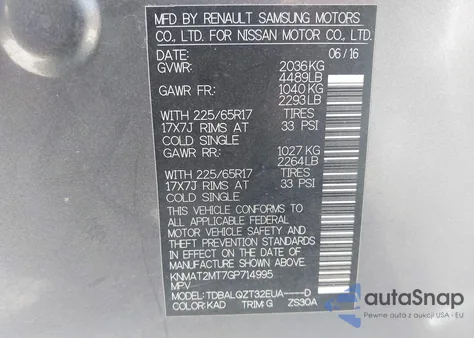 MFD BY RENAULT SAMSUNG MOTORS
CO., LTD. FOR NISSAN MOTOR CO., LTD.
DATE: 06/16
GVWR: 2036KG
4489LB
GAWR FR: 1040 KG
2293LB
WITH 225/65R17 TIRES
17X7J RIMS AT 33 PSI
COLD SINGLE
GAWR RR: 1027 KG
2264LB
WITH 225/65R17 TIRES
17X7J RIMS AT 33 PSI
COLD SINGLE
THIS VEHICLE CONFORMS TO
ALL APPLICABLE FEDERAL
MOTOR VEHICLE SAFETY AND
THEFT PREVENTION STANDARDS
IN EFFECT ON THE DATE OF
MANUFACTURE SHOWN ABOVE.
KNMAT2MT7GP714995
MPV
MODEL:TDBALQZT32EUA----D
COLOR:KAD TRIM:G ZS30A
autoSnap
Auction cars from USA - EU